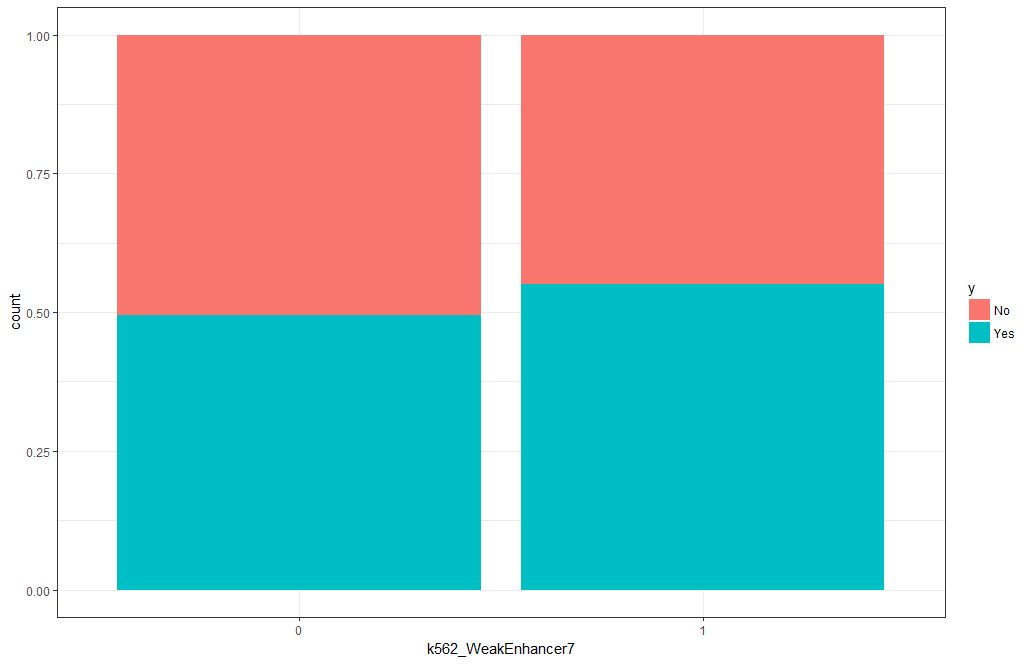 1.00
0.75
0.50
0.25
0.00
count
0
1
k562_WeakEnhancer7
y
No
Yes